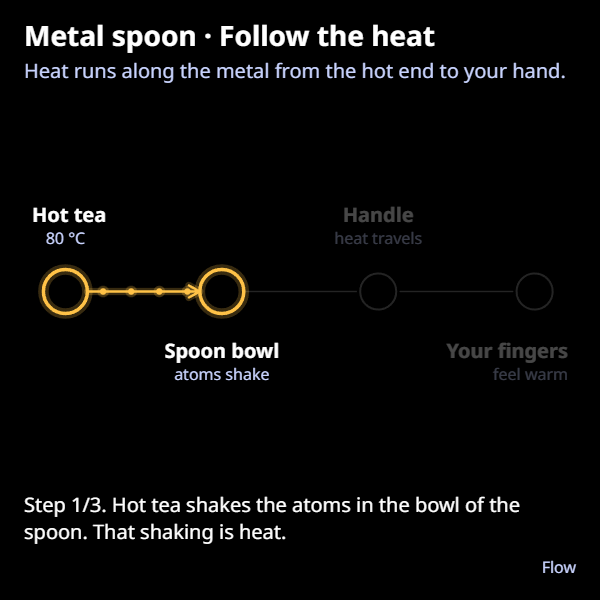 Metal spoon · Follow the heat
Heat runs along the metal from the hot end to your hand.
Hot tea
80 °C
Handle
heat travels
Spoon bowl
atoms shake
Your fingers
feel warm
Step 1/3. Hot tea shakes the atoms in the bowl of the
spoon. That shaking is heat.
Flow